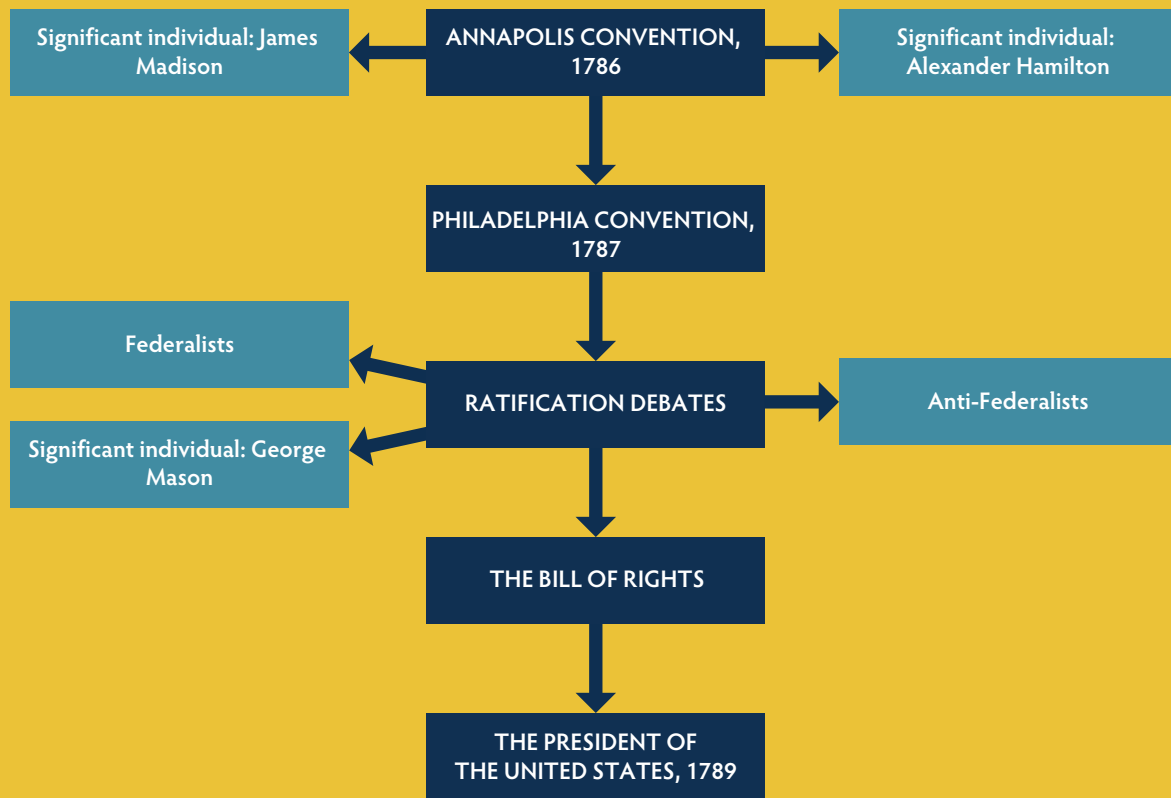 Significant individual: James
Madison
ANNAPOLIS CONVENTION,
1786
Significant individual:
Alexander Hamilton
PHILADELPHIA CONVENTION,
1787
Federalists
RATIFICATION DEBATES
Anti-Federalists
Significant individual: George
Mason
THE BILL OF RIGHTS
THE PRESIDENT OF
THE UNITED STATES, 1789